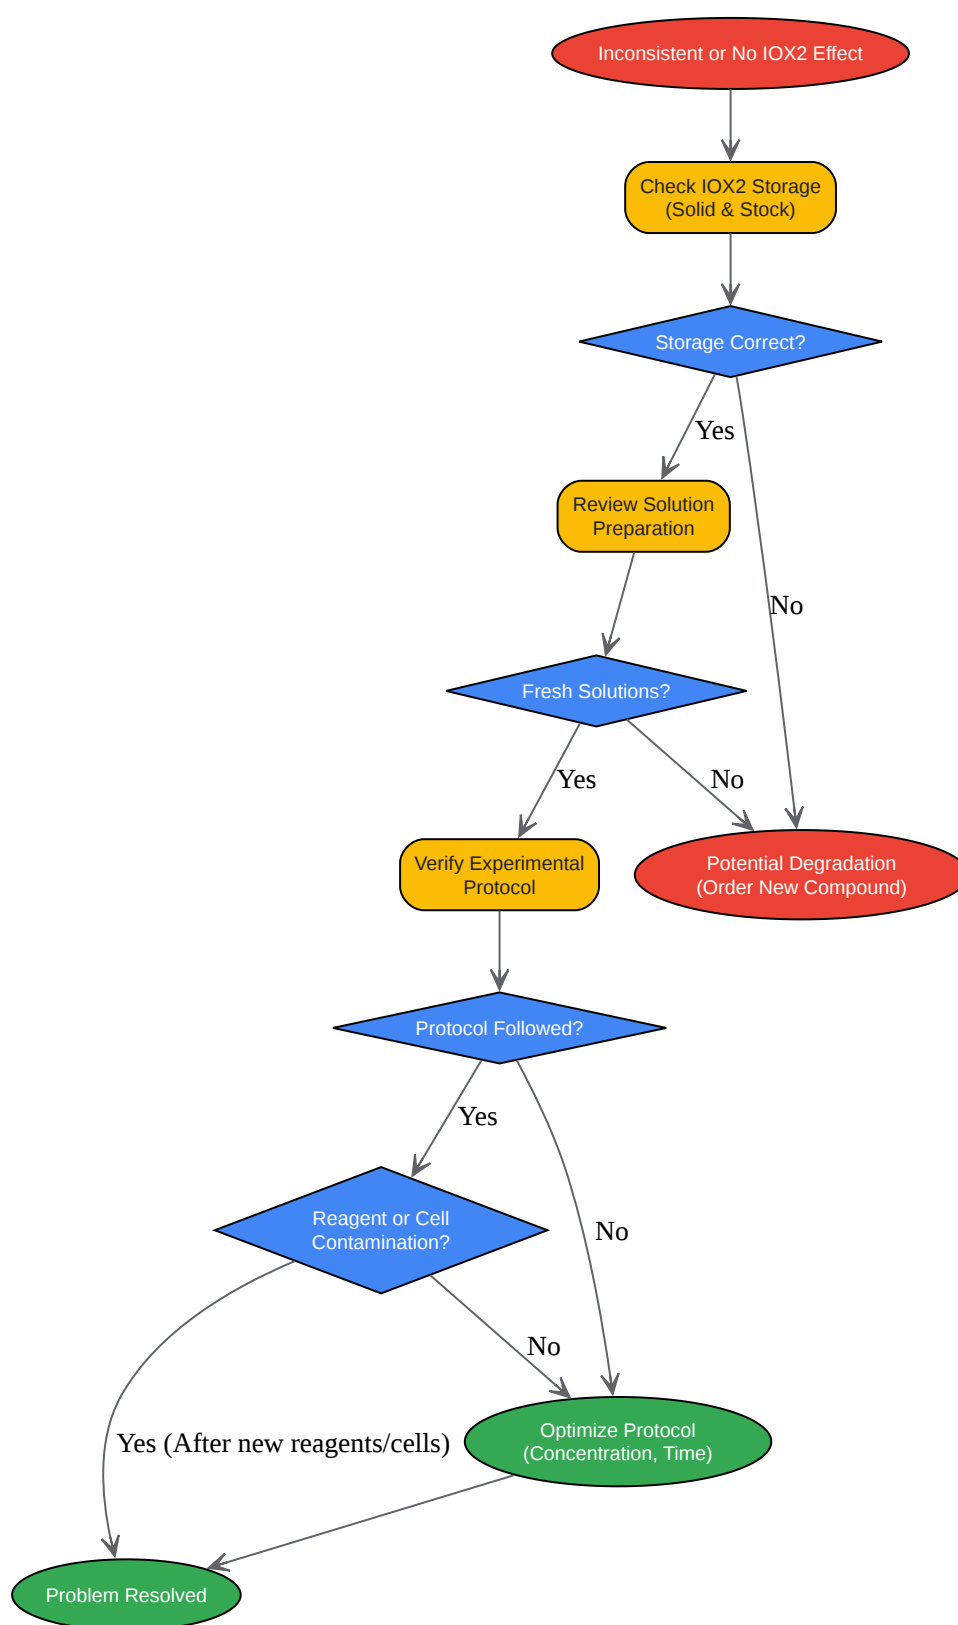 Inconsistent or No IOX2 Effect
Check IOX2 Storage
(Solid & Stock)
Storage Correct?
Yes
Review Solution
Preparation
No
Fresh Solutions?
Yes
No
Verify Experimental
Protocol
Potential Degradation
(Order New Compound)
Protocol Followed?
Yes
Reagent or Cell
Contamination?
No
No
Optimize Protocol
(Concentration, Time)
Yes (After new reagents/cells)
Problem Resolved